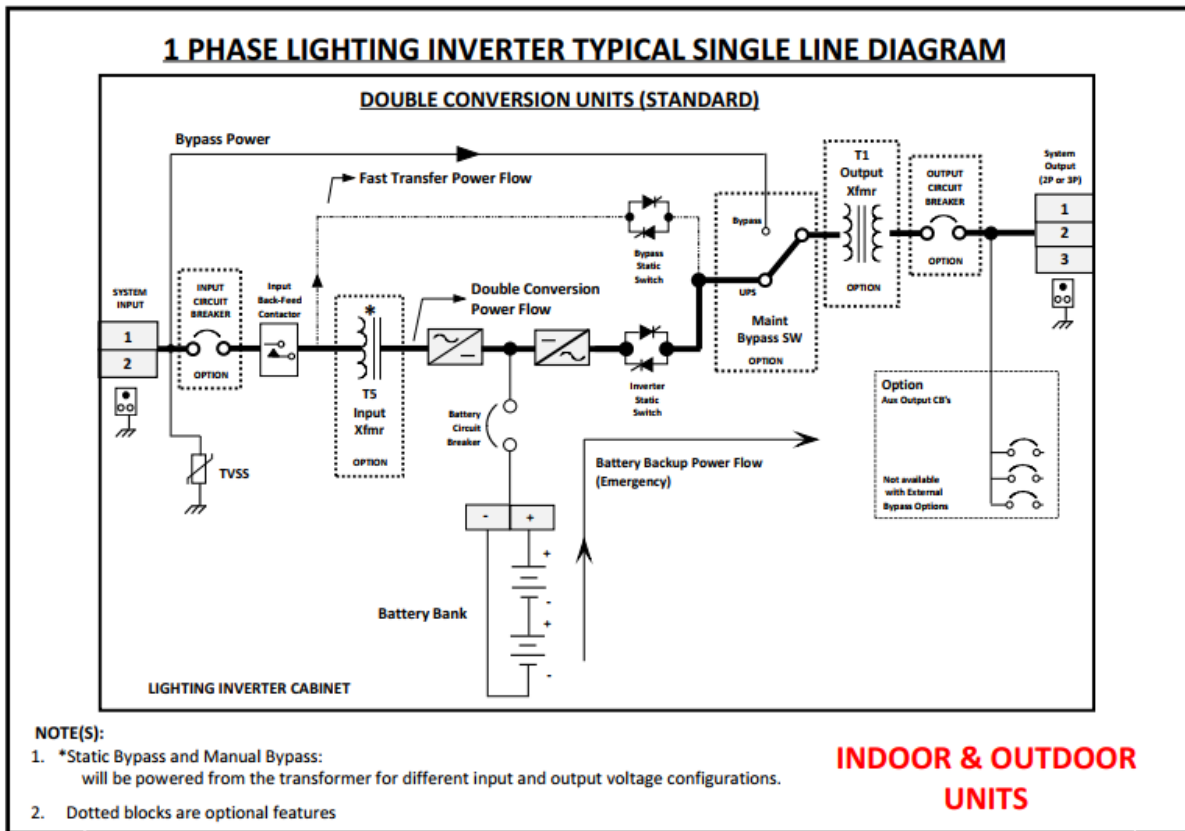 1 PHASE LIGHTING INVERTER TYPICAL SINGLE LINE DIAGRAM
DOUBLE CONVERSION UNITS (STANDARD)
Bypass Power
Fast Transfer Power Flow
Bypass
Static
Switch
Bypass
UPS
Maint
Bypass SW
OPTION
T1
Output
Xfmr
OPTION
OUTPUT
CIRCUIT
BREAKER
OPTION
System
Output
(2P or 3P)
1
2
3
SYSTEM
INPUT
1
2
INPUT
CIRCUIT
BREAKER
OPTION
Input
Back-Feed
Contactor
*
T5
Input
Xfmr
OPTION
Double Conversion
Power Flow
Inverter
Static
Switch
TVSS
Battery
Circuit
Breaker
Battery Backup Power Flow
(Emergency)
- +
+
-
+
-
Battery Bank
Option
Aux Output CB's
Not available
with External
Bypass Options
LIGHTING INVERTER CABINET
NOTE(S):
1. *Static Bypass and Manual Bypass:
will be powered from the transformer for different input and output voltage configurations.
2. Dotted blocks are optional features
INDOOR & OUTDOOR
UNITS